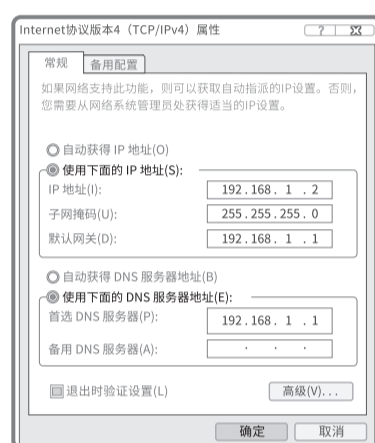 Internet协议版本4（TCP/IPv4）属性
?
常规 备用配置
如果网络支持此功能，则可以获取自动指派的IP设置。否则，
您需要从网络系统管理员处获得适当的IP设置。
自动获得 IP 地址(O)
使用下面的 IP 地址(S):
IP 地址(I): 192.168. 1 . 2
子网掩码(U): 255.255.255. 0
默认网关(D): 192.168. 1 . 1
自动获得 DNS 服务器地址(B)
使用下面的 DNS 服务器地址(E):
首选 DNS 服务器(P): 192.168. 1 . 1
备用 DNS 服务器(A): . . .
退出时验证设置(L) 高级(V)...
确定 取消